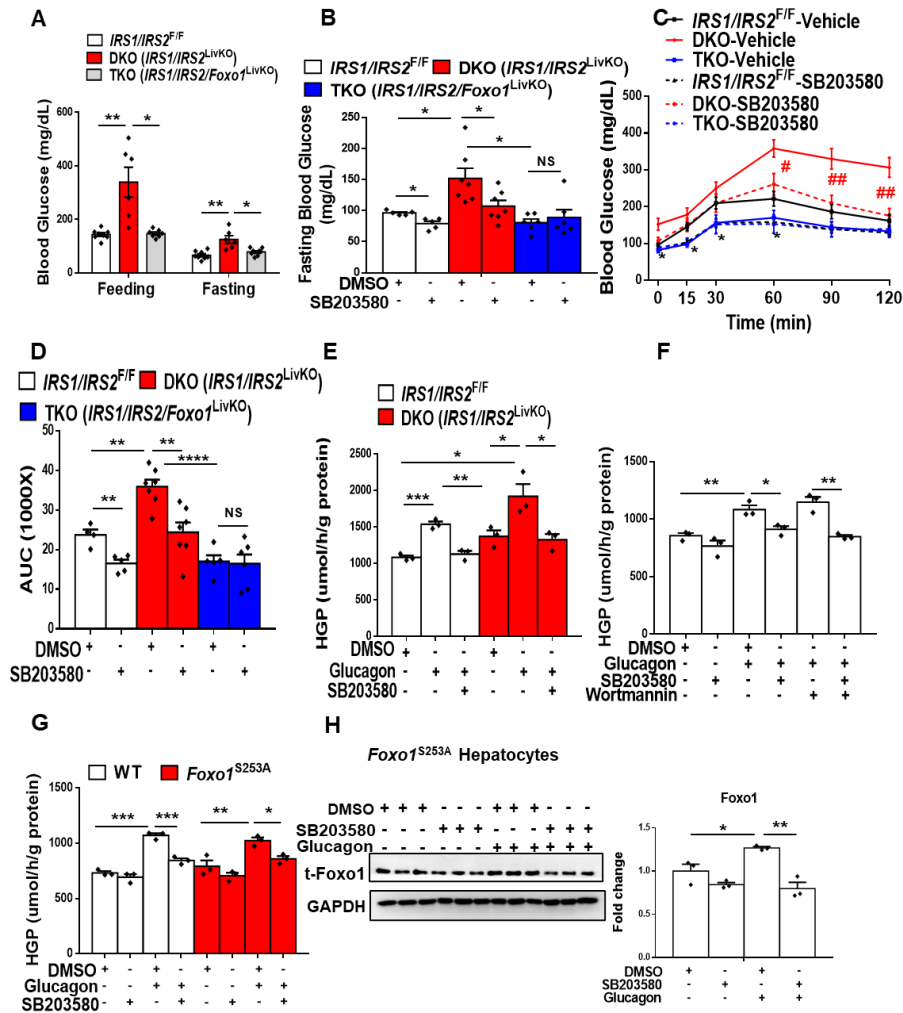 A
IRS1/IRS2F/F
DKO (IRS1/IRS2LivKO)
TKO (IRS1/IRS2/Foxo1LivKO)
Blood Glucose (mg/dL)
600
400
200
0
** *
** *
Feeding Fasting
B
IRS1/IRS2F/F DKO (IRS1/IRS2LivKO)
TKO (IRS1/IRS2/Foxo1LivKO)
Fasting Blood Glucose
(mg/dL)
250
200
150
100
50
0
* *
*
* ** NS
DMSO + - + - + -
SB203580 - + - + - +
C
IRS1/IRS2F/F-Vehicle
DKO-Vehicle
TKO-Vehicle
IRS1/IRS2F/F-SB203580
DKO-SB203580
TKO-SB203580
Blood Glucose (mg/dL)
500
400
300
200
100
0
# ## ##
* * * *
0 15 30 60 90 120
Time (min)
D
IRS1/IRS2F/F DKO (IRS1/IRS2LivKO)
TKO (IRS1/IRS2/Foxo1LivKO)
AUC (1000X)
50
40
30
20
10
0
** **
****
** NS
DMSO + - + - + -
SB203580 - + - + - +
E
IRS1/IRS2F/F
DKO (IRS1/IRS2LivKO)
HGP (umol/h/g protein)
2500
2000
1500
1000
500
0
* * *
*** **
DMSO + - - + - -
Glucagon - + + - + +
SB203580 - - + - - +
F
HGP (umol/h/g protein)
1500
1000
500
0
** * **
DMSO + - + - - -
Glucagon - - + + + +
SB203580 - + - + - +
Wortmannin - - - - + +
G
WT Foxo1S253A
HGP (umol/h/g protein)
1500
1000
500
0
*** *** ** *
DMSO + - + - + - + -
Glucagon - - + + - - + +
SB203580 - + - + - + - +
H
Foxo1S253A Hepatocytes
DMSO + + + - - - + + + - - -
SB203580 - - - + + + - - - + + +
Glucagon - - - - - - + + + + + +
t-Foxo1
GAPDH
Foxo1
Fold change
1.5
1.0
0.5
0.0
* **
DMSO + - + -
SB203580 - + - +
Glucagon - - + +